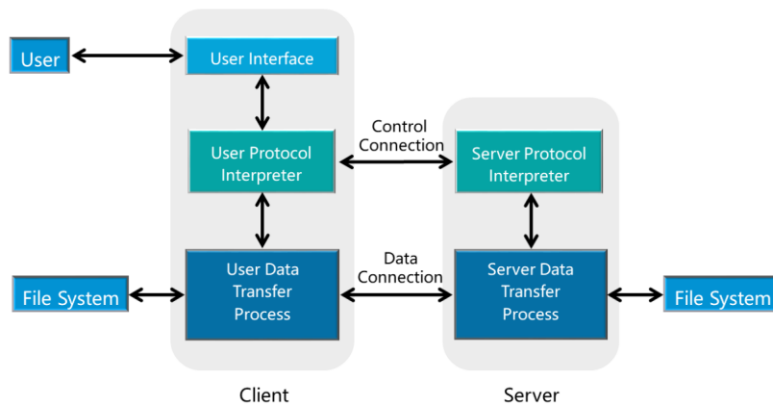 User
User Interface
Control
Connection
User Protocol
Interpreter
Server Protocol
Interpreter
Data
Connection
File System
User Data
Transfer
Process
Server Data
Transfer
Process
File System
Client
Server